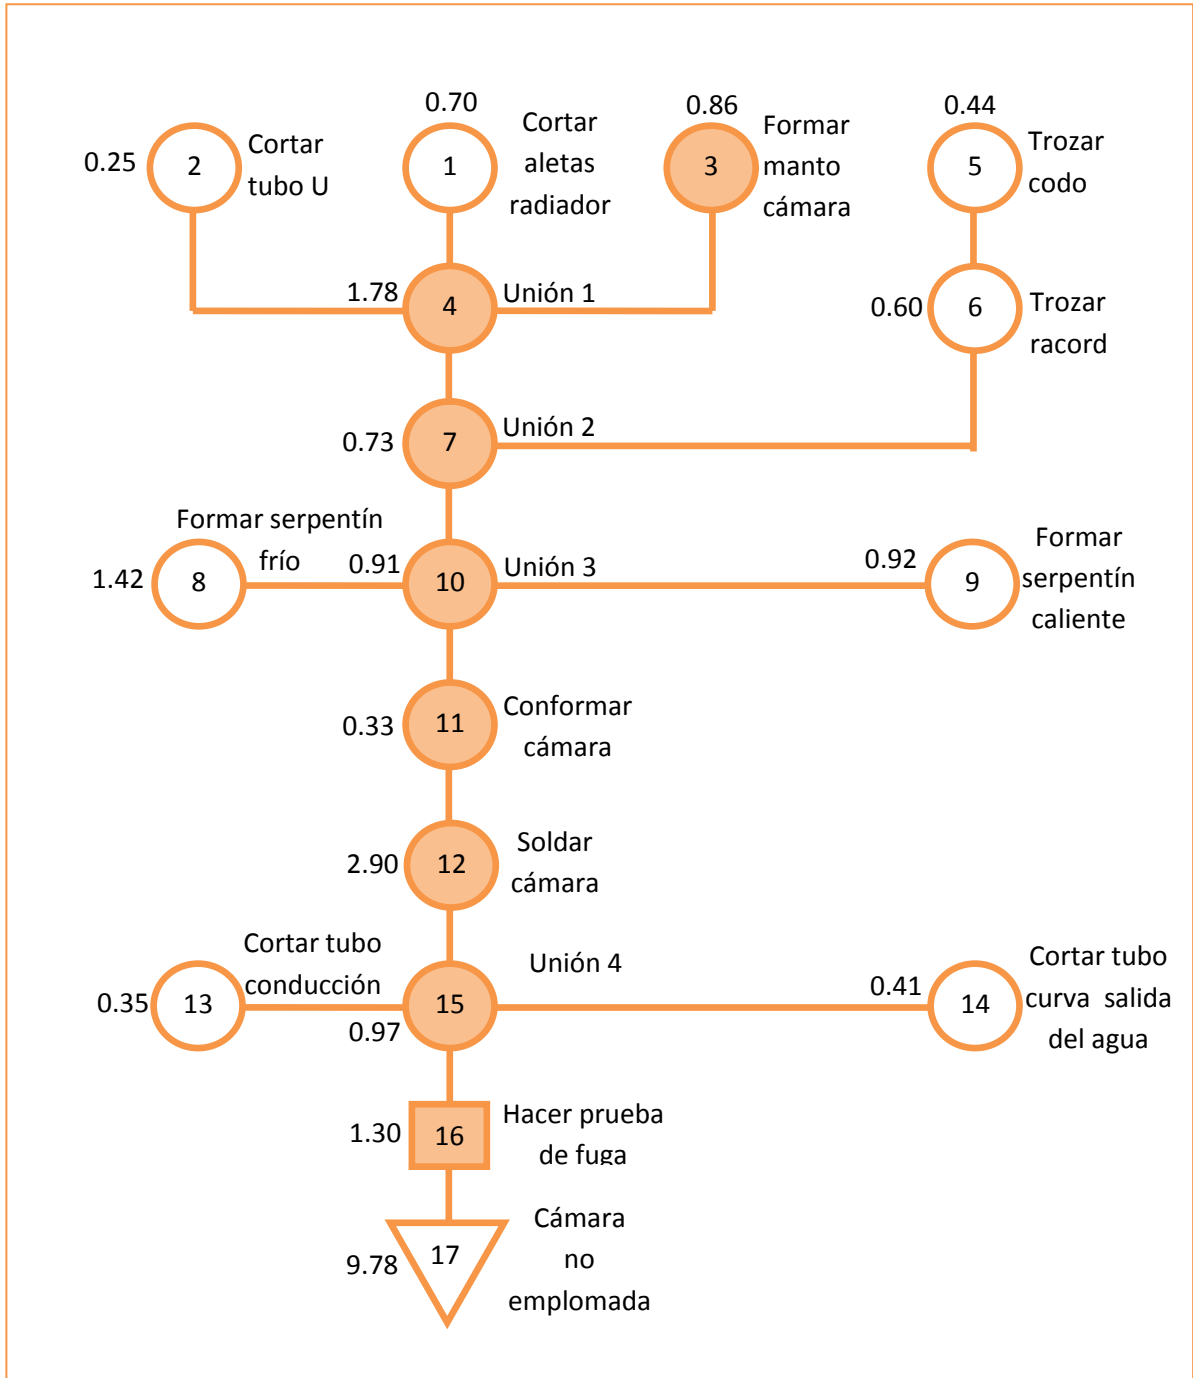 0.70
0.86
0.44
0.25
2
Cortar
tubo U
1
Cortar
aletas
radiador
3
Formar
manto
cámara
5
Trozar
codo
1.78
4
Unión 1
0.60
6
Trozar
racord
0.73
7
Unión 2
Formar serpentín
frío
1.42
8
0.91
10
Unión 3
0.92
9
Formar
serpentín
caliente
0.33
11
Conformar
cámara
2.90
12
Soldar
cámara
Cortar tubo
conducción
0.35
13
0.97
15
Unión 4
0.41
14
Cortar tubo
curva salida
del agua
1.30
16
Hacer prueba
de fuga
9.78
17
Cámara
no
emplomada